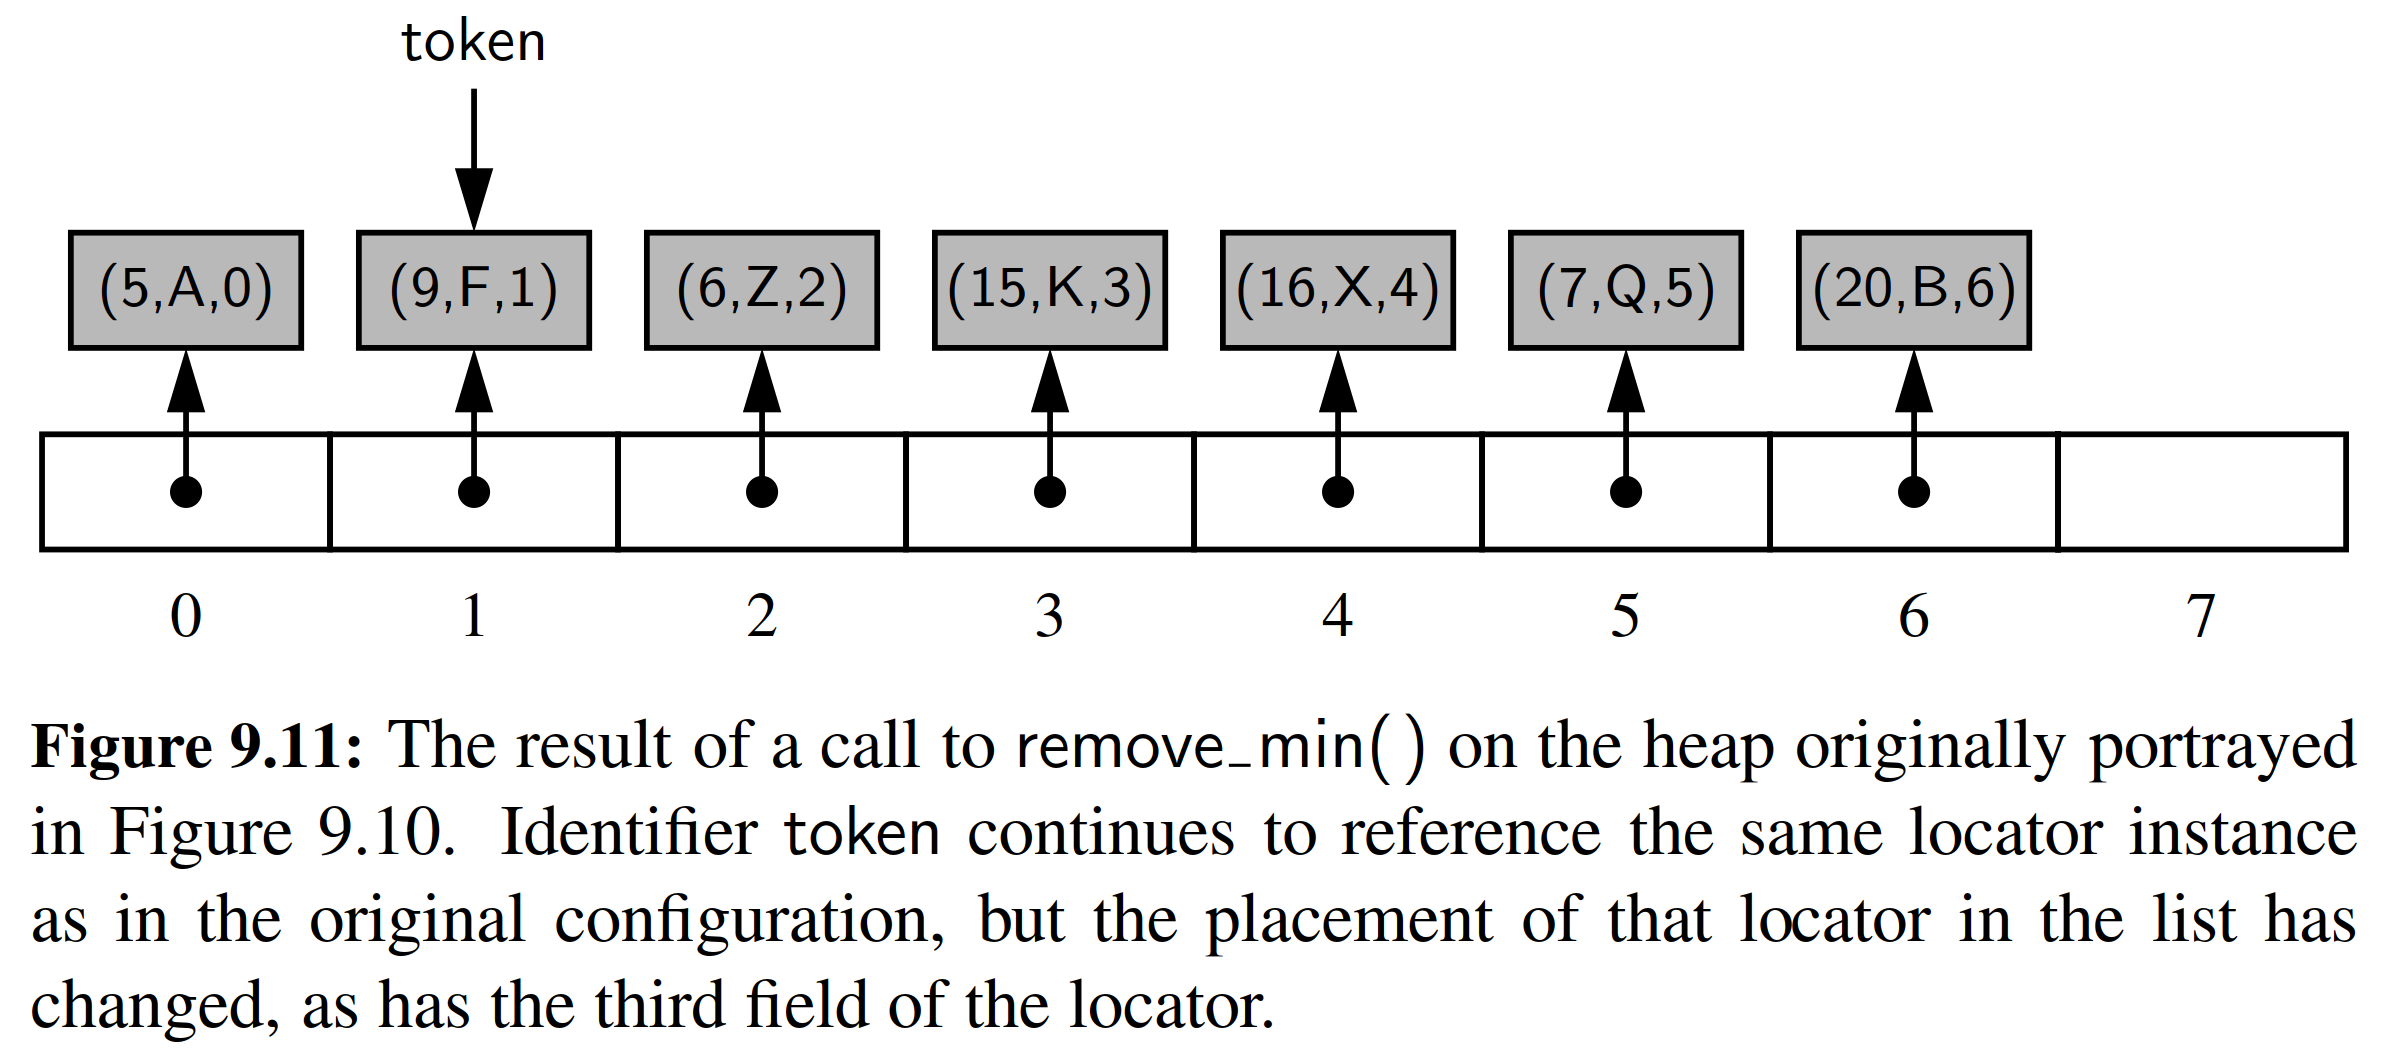 token
(5,A,0) (9,F,1) (6,Z,2) (15,K,3) (16,X,4) (7,Q,5) (20,B,6)
0 1 2 3 4 5 6 7
Figure 9.11: The result of a call to remove_min() on the heap originally portrayed
in Figure 9.10. Identifier token continues to reference the same locator instance
as in the original configuration, but the placement of that locator in the list has
changed, as has the third field of the locator.